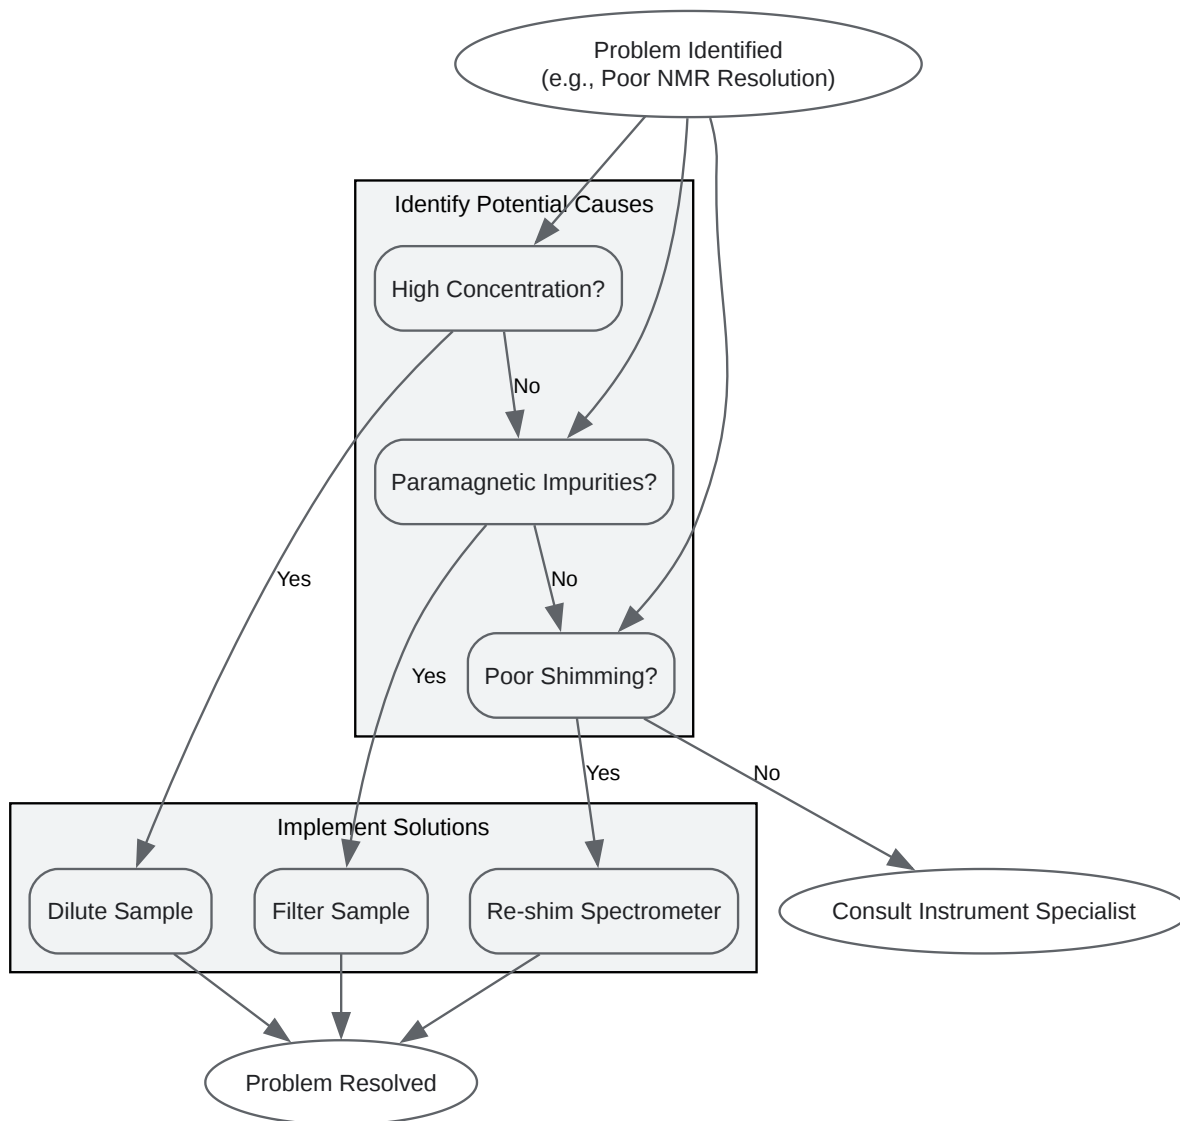 Problem Identified
(e.g., Poor NMR Resolution)
Identify Potential Causes
High Concentration?
No
Paramagnetic Impurities?
Yes
No
Yes
Poor Shimming?
Yes
No
Implement Solutions
Dilute Sample
Filter Sample
Re-shim Spectrometer
Consult Instrument Specialist
Problem Resolved